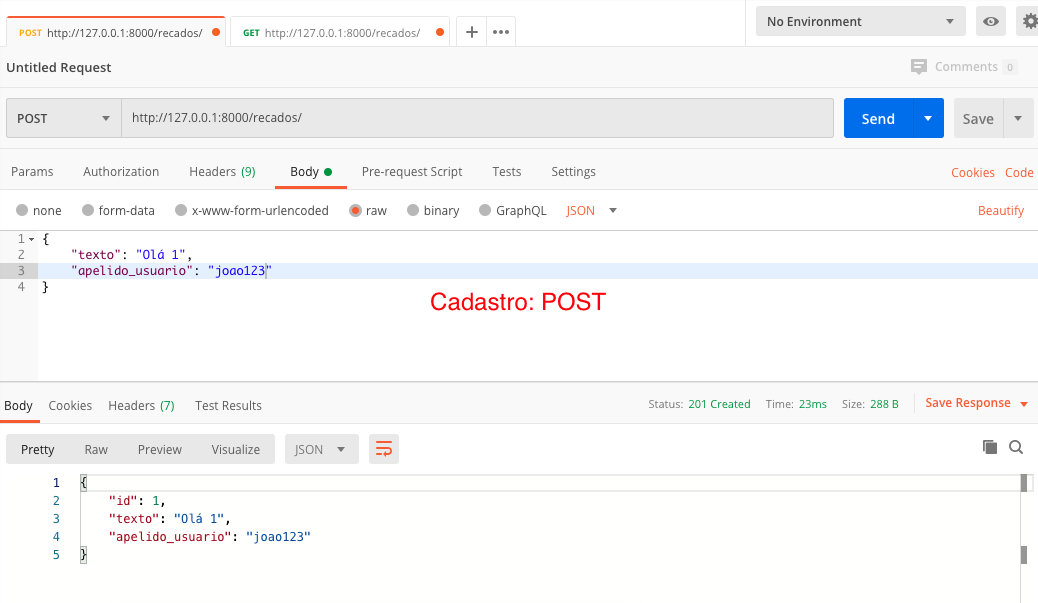 POST http://127.0.0.1:8000/recados/
GET http://127.0.0.1:8000/recados/
No Environment
Untitled Request
Comments 0
POST http://127.0.0.1:8000/recados/
Send
Save
Params Authorization Headers (9) Body Pre-request Script Tests Settings
Cookies Code
none form-data x-www-form-urlencoded raw binary GraphQL JSON
Beautify
1 {
2 "texto": "Olá 1",
3 "apelido_usuario": "joao123"
4 }
Cadastro: POST
Body Cookies Headers (7) Test Results
Status: 201 Created Time: 23ms Size: 288 B
Save Response
Pretty Raw Preview Visualize JSON
1 {
2 "id": 1,
3 "texto": "Olá 1",
4 "apelido_usuario": "joao123"
5 }